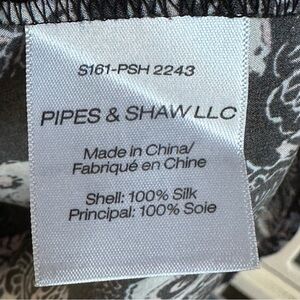 S161-PSH 2243
PIPES & SHAW LLC
Made in China/
Fabriqué en Chine
Shell: 100% Silk
Principal: 100% Soie